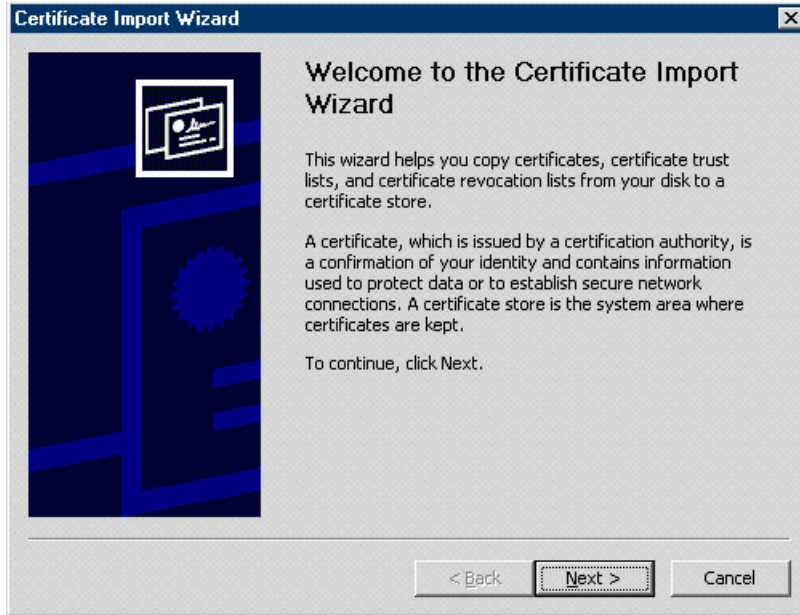 Certificate Import Wizard
Welcome to the Certificate Import
Wizard
This wizard helps you copy certificates, certificate trust
lists, and certificate revocation lists from your disk to a
certificate store.
A certificate, which is issued by a certification authority, is
a confirmation of your identity and contains information
used to protect data or to establish secure network
connections. A certificate store is the system area where
certificates are kept.
To continue, click Next.
< Back Next > Cancel